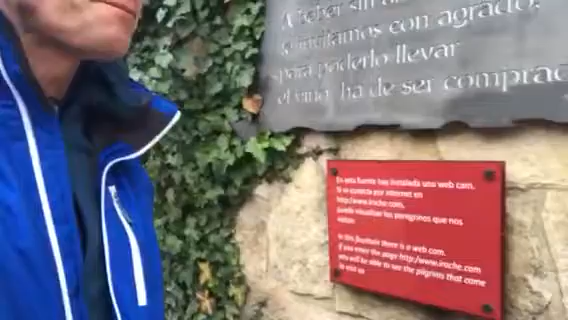 A beber sin
te invitamos con agrado,
para poderlo llevar
el vino ha de ser comprad
En esta fuente hay instalada una web cam.
Si se conecta por internet en
http://www.irache.com,
puede visualizar los peregrinos que nos
visitan
In this fountain there is a web cam.
If you enter the page http:/www.irache.com
you will be able to see the pilgrims that come
to visit us